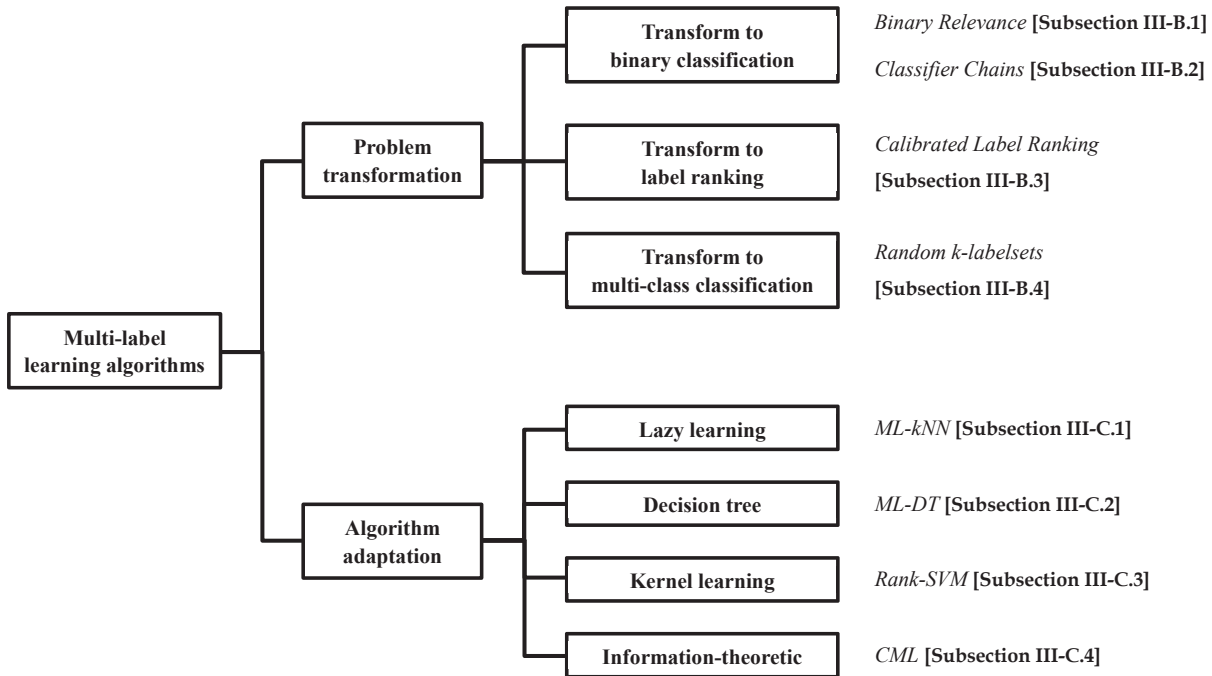 Multi-label
learning algorithms
Problem
transformation
Transform to
binary classification
Binary Relevance [Subsection III-B.1]
Classifier Chains [Subsection III-B.2]
Transform to
label ranking
Calibrated Label Ranking
[Subsection III-B.3]
Transform to
multi-class classification
Random k-labelsets
[Subsection III-B.4]
Algorithm
adaptation
Lazy learning
ML-kNN [Subsection III-C.1]
Decision tree
ML-DT [Subsection III-C.2]
Kernel learning
Rank-SVM [Subsection III-C.3]
Information-theoretic
CML [Subsection III-C.4]